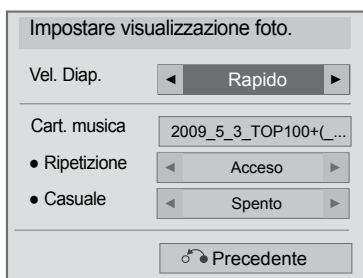 Impostare visualizzazione foto.
Vel. Diap. ◄ Rapido ►
Cart. musica 2009_5_3_TOP100+(_...
● Ripetizione ◄ Acceso ►
● Casuale ◄ Spento ►
Precedente